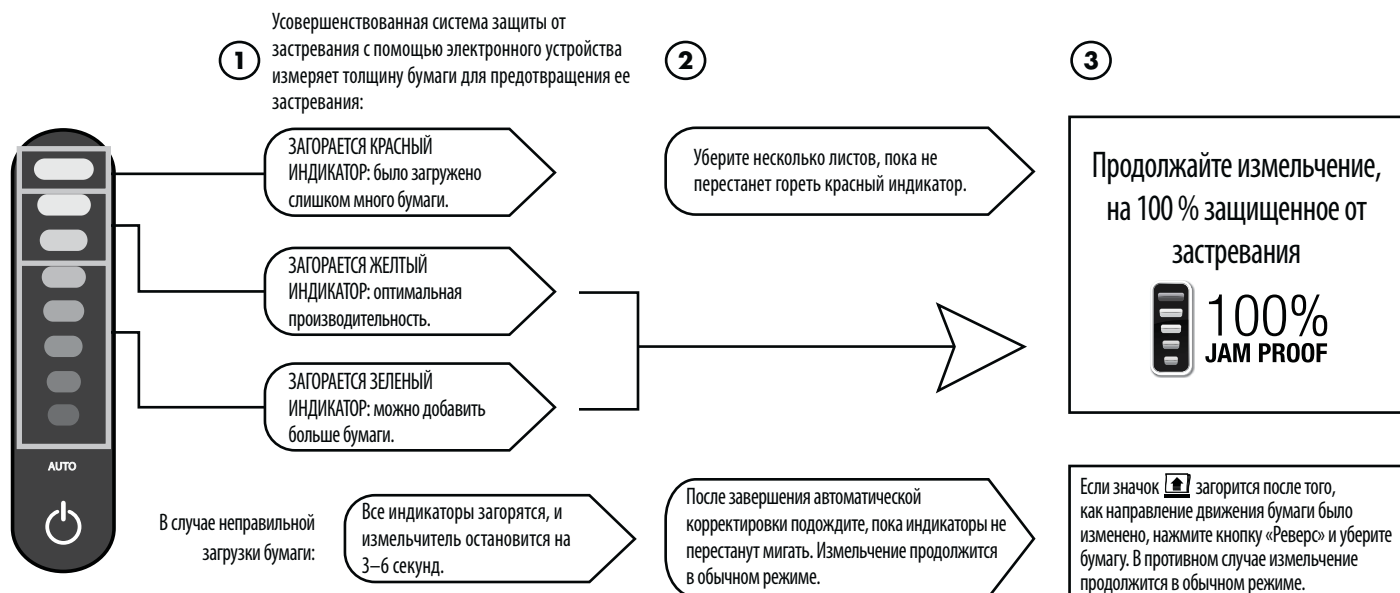 1
Усовершенствованная система защиты от
застревания с помощью электронного устройства
измеряет толщину бумаги для предотвращения ее
застревания:
2
3
ЗАГОРАЕТСЯ КРАСНЫЙ
ИНДИКАТОР: было загружено
слишком много бумаги.
Уберите несколько листов, пока не
перестанет гореть красный индикатор.
Продолжайте измельчение,
на 100 % защищенное от
застревания
100%
JAM PROOF
ЗАГОРАЕТСЯ ЖЕЛТЫЙ
ИНДИКАТОР: оптимальная
производительность.
ЗАГОРАЕТСЯ ЗЕЛЕНЫЙ
ИНДИКАТОР: можно добавить
больше бумаги.
AUTO
В случае неправильной
загрузки бумаги:
Все индикаторы загорятся, и
измельчитель остановится на
3–6 секунд.
После завершения автоматической
корректировки подождите, пока индикаторы не
перестанут мигать. Измельчение продолжится
в обычном режиме.
Если значок загорится после того,
как направление движения бумаги было
изменено, нажмите кнопку «Реверс» и уберите
бумагу. В противном случае измельчение
продолжится в обычном режиме.